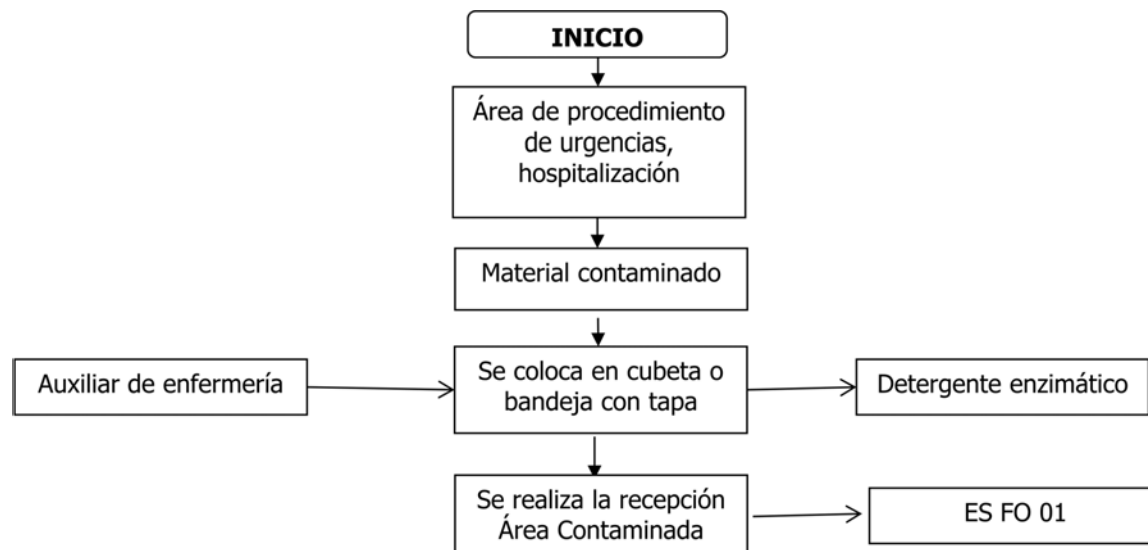 INICIO
Área de procedimiento
de urgencias,
hospitalización
Material contaminado
Auxiliar de enfermería
Se coloca en cubeta o
bandeja con tapa
Detergente enzimático
Se realiza la recepción
Área Contaminada
ES FO 01